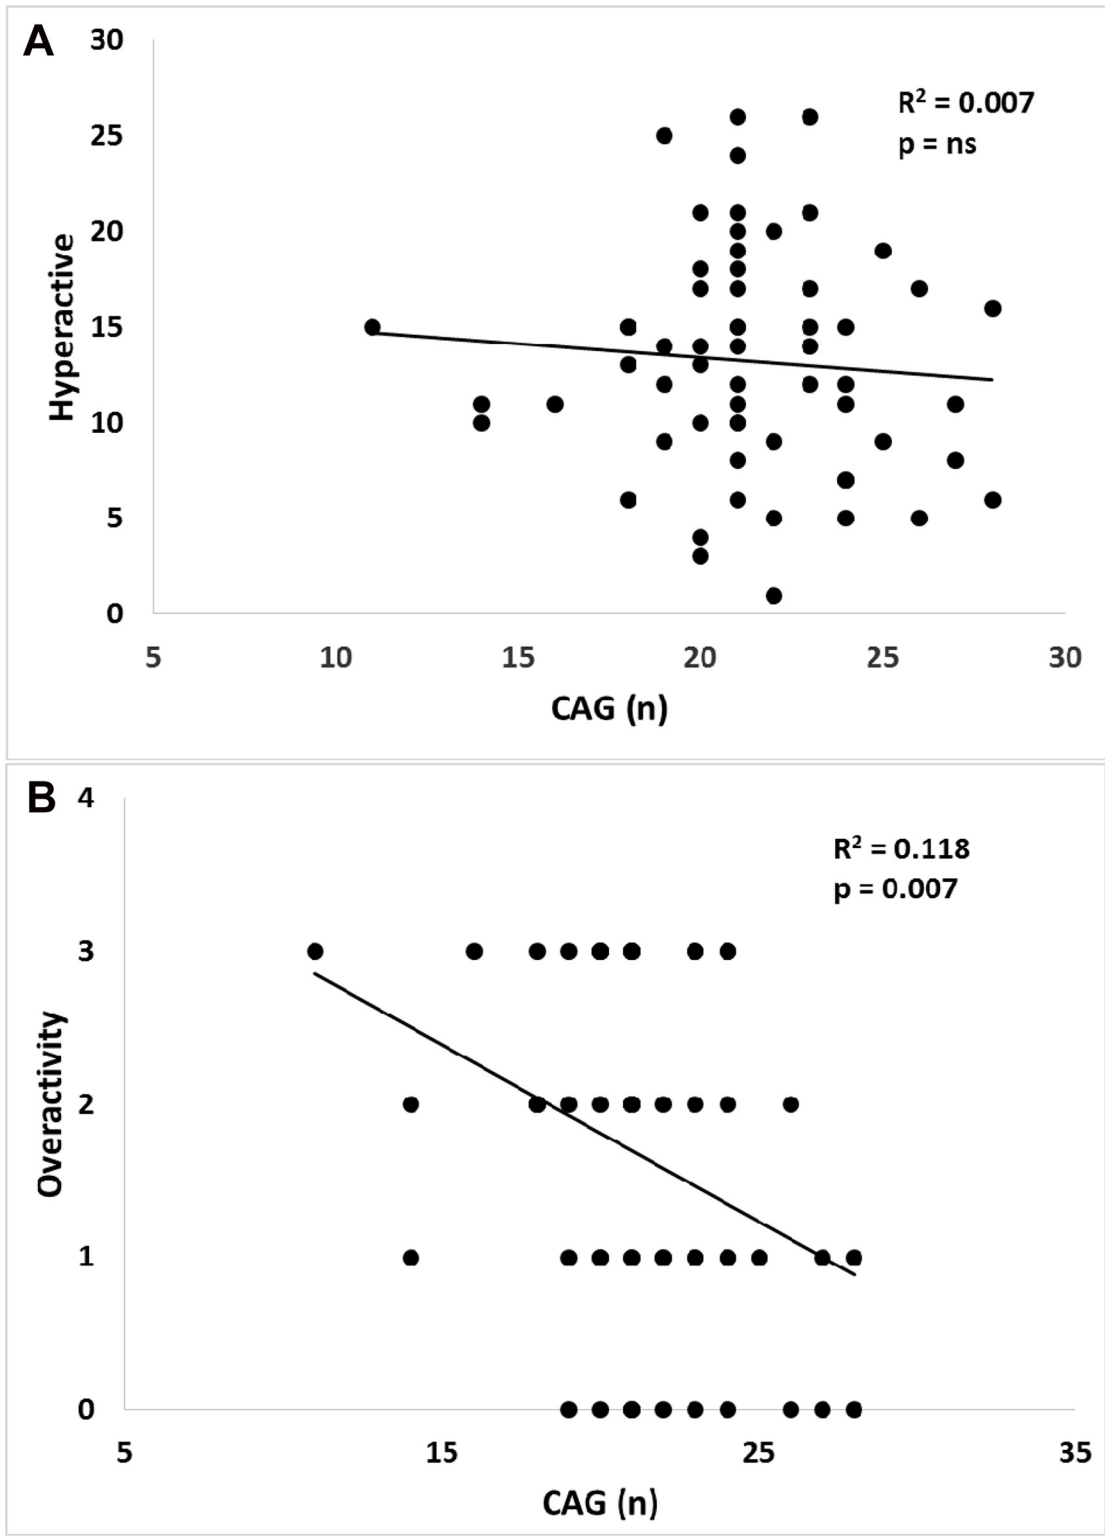 A
30
25
20
15
10
5
0
Hyperactive
R² = 0.007
p = ns
5 10 15 20 25 30
CAG (n)
B
4
3
2
1
0
Overactivity
R² = 0.118
p = 0.007
5 15 25 35
CAG (n)